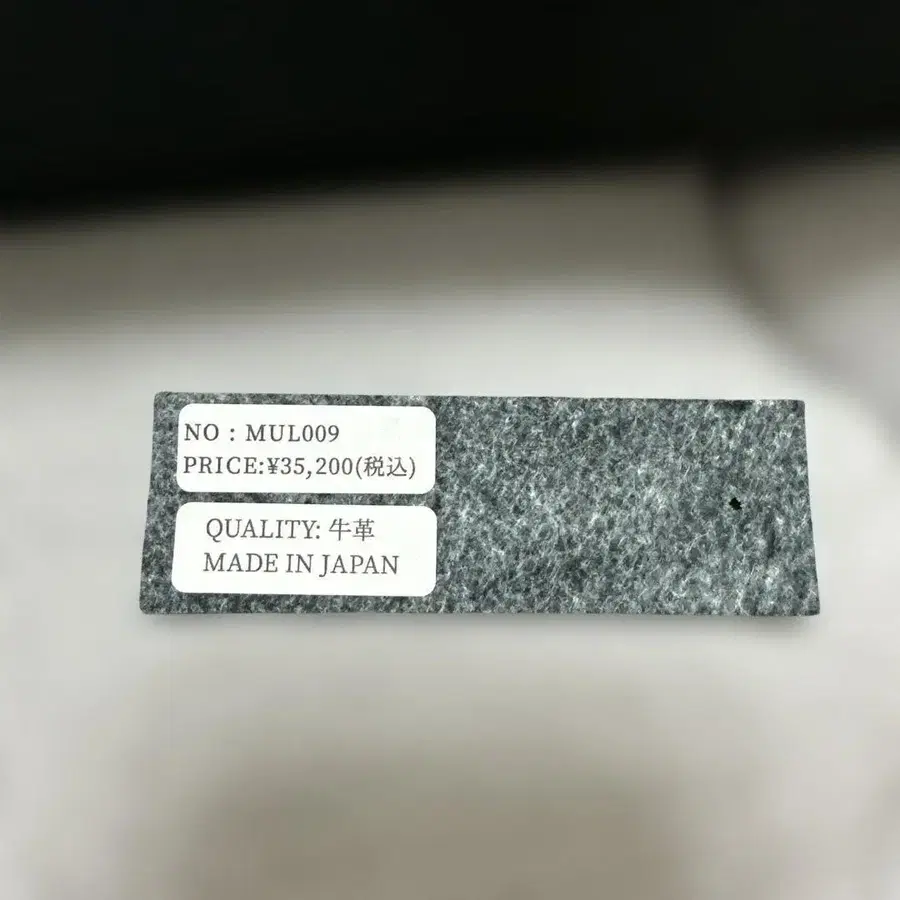 NO : MUL009
PRICE:¥35,200(税込)
QUALITY: 牛革
MADE IN JAPAN